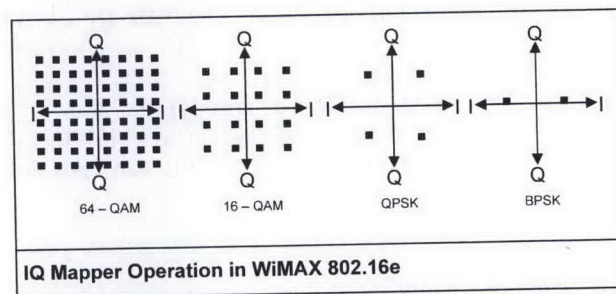 Q Q Q Q
I I I I I I I I
Q Q Q Q
64 – QAM 16 – QAM QPSK BPSK
IQ Mapper Operation in WiMAX 802.16e